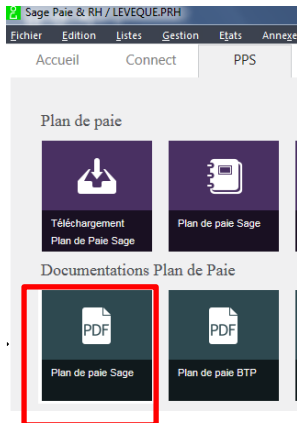 Sage Paie & RH / LEVEQUE.PRH
Fichier Edition Listes Gestion Etats Annexe
Accueil Connect PPS
Plan de paie
Téléchargement
Plan de Paie Sage
Plan de paie Sage
Documentations Plan de Paie
PDF PDF
Plan de paie Sage Plan de paie BTP